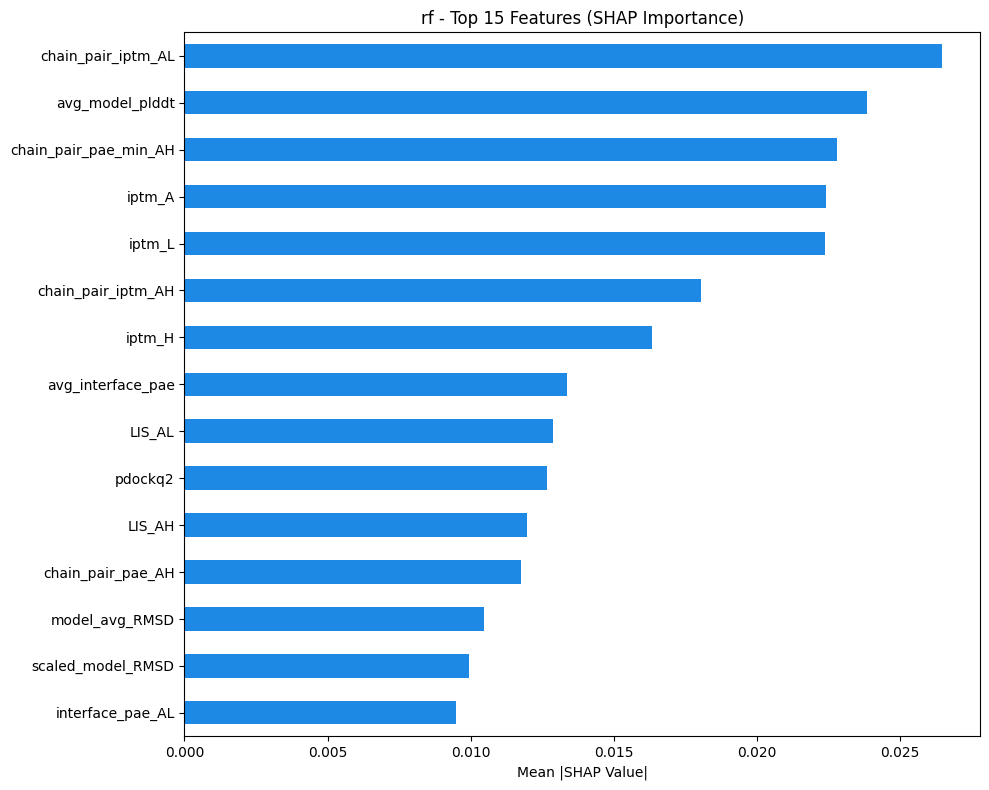 rf - Top 15 Features (SHAP Importance)
chain_pair_iptm_AL
avg_model_plddt
chain_pair_pae_min_AH
iptm_A
iptm_L
chain_pair_iptm_AH
iptm_H
avg_interface_pae
LIS_AL
pdockq2
LIS_AH
chain_pair_pae_AH
model_avg_RMSD
scaled_model_RMSD
interface_pae_AL
0.000 0.005 0.010 0.015 0.020 0.025
Mean |SHAP Value|